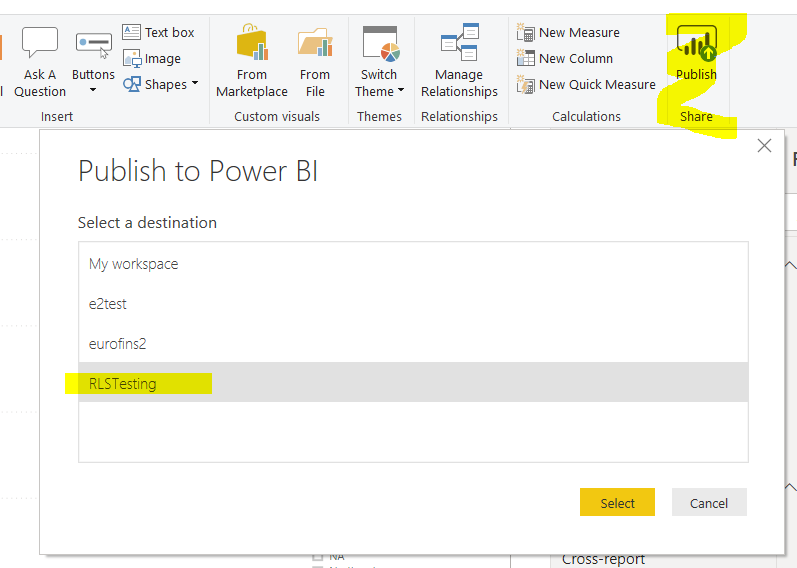 Text box
New Measure
Image
New Column
Ask A
Question
Buttons
Shapes
From
Marketplace
From
File
Switch
Theme
Manage
Relationships
New Quick Measure
Publish
Insert
Custom visuals
Themes
Relationships
Calculations
Share
Publish to Power BI
Select a destination
My workspace
e2test
eurofins2
RLSTesting
Select
Cancel
NA
Cross-report